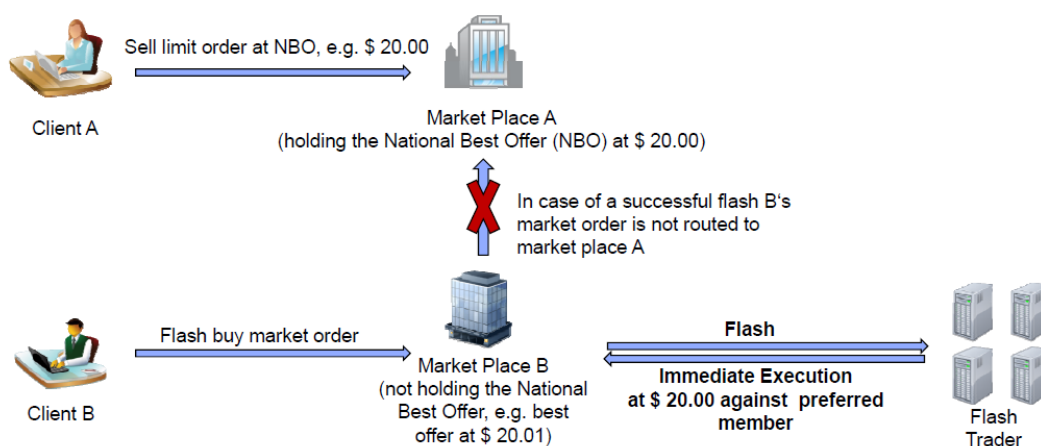 Sell limit order at NBO, e.g. $ 20.00
Client A
Market Place A
(holding the National Best Offer (NBO) at $ 20.00)
In case of a successful flash B‘s
market order is not routed to
market place A
Flash buy market order
Client B
Market Place B
(not holding the National
Best Offer, e.g. best
offer at $ 20.01)
Flash
Immediate Execution
at $ 20.00 against preferred
member
Flash
Trader